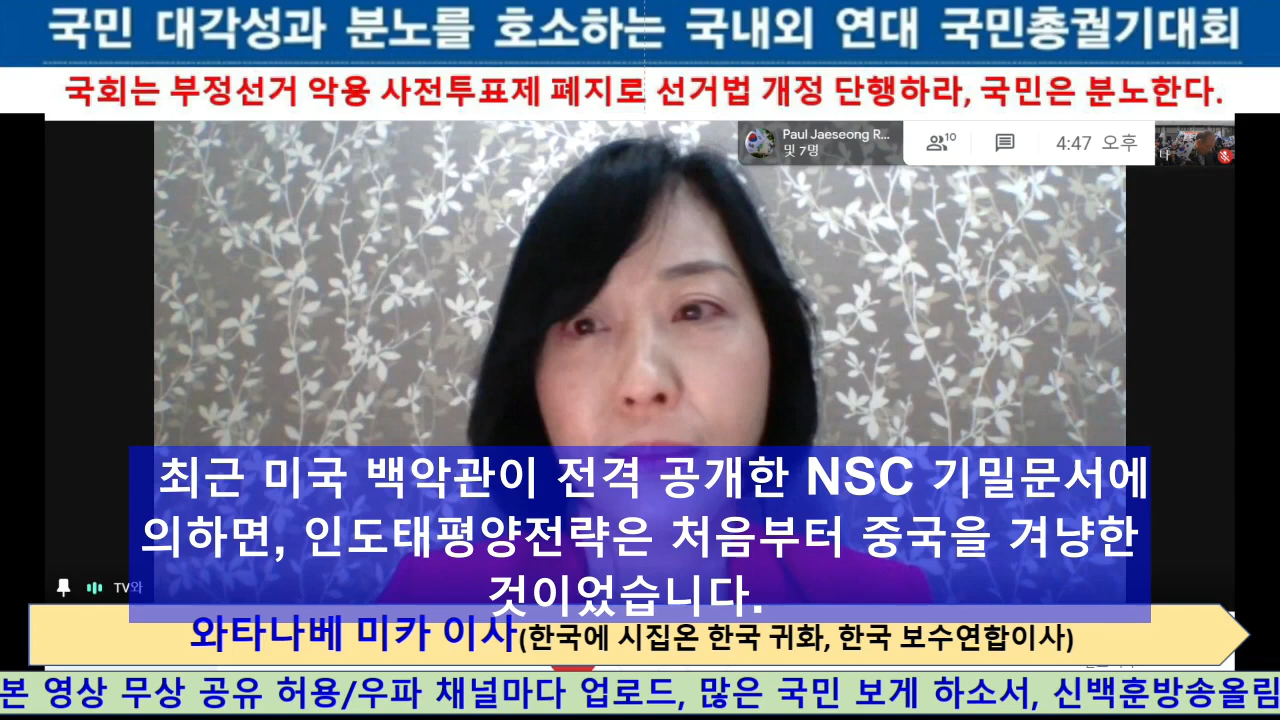 국민 대각성과 분노를 호소하는 국내외 연대 국민총궐기대회
국회는 부정선거 악용 사전투표제 폐지로 선거법 개정 단행하라, 국민은 분노한다.
Paul Jaeseong R...
및 7명
10
4:47 오후
나
최근 미국 백악관이 전격 공개한 NSC 기밀문서에
의하면, 인도태평양전략은 처음부터 중국을 겨냥한
것이었습니다.
TV와
와타나베 미카 이사(한국에 시집온 한국 귀화, 한국 보수연합이사)
본 영상 무상 공유 허용/우파 채널마다 업로드, 많은 국민 보게 하소서, 신백훈방송올림